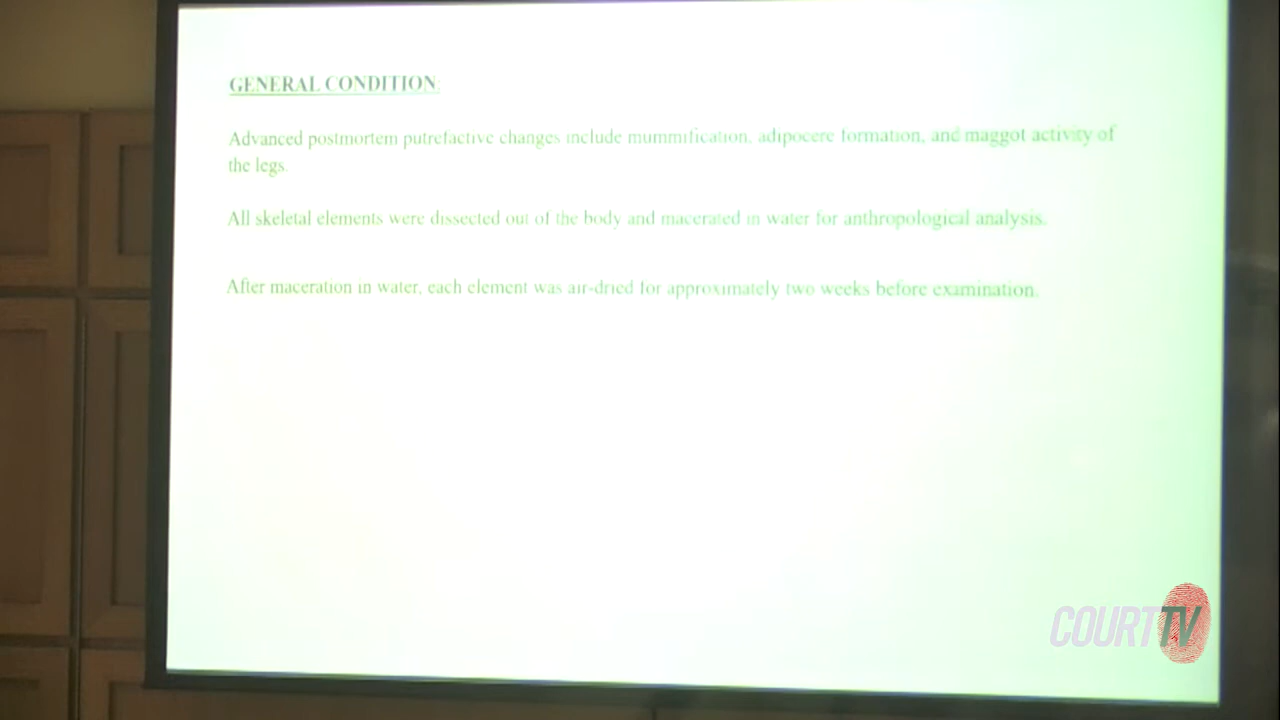 GENERAL CONDITION:
Advanced postmortem putrefactive changes include mummification, adipocere formation, and maggot activity of
the legs.
All skeletal elements were dissected out of the body and macerated in water for anthropological analysis.
After maceration in water, each element was air-dried for approximately two weeks before examination.
COURT TV